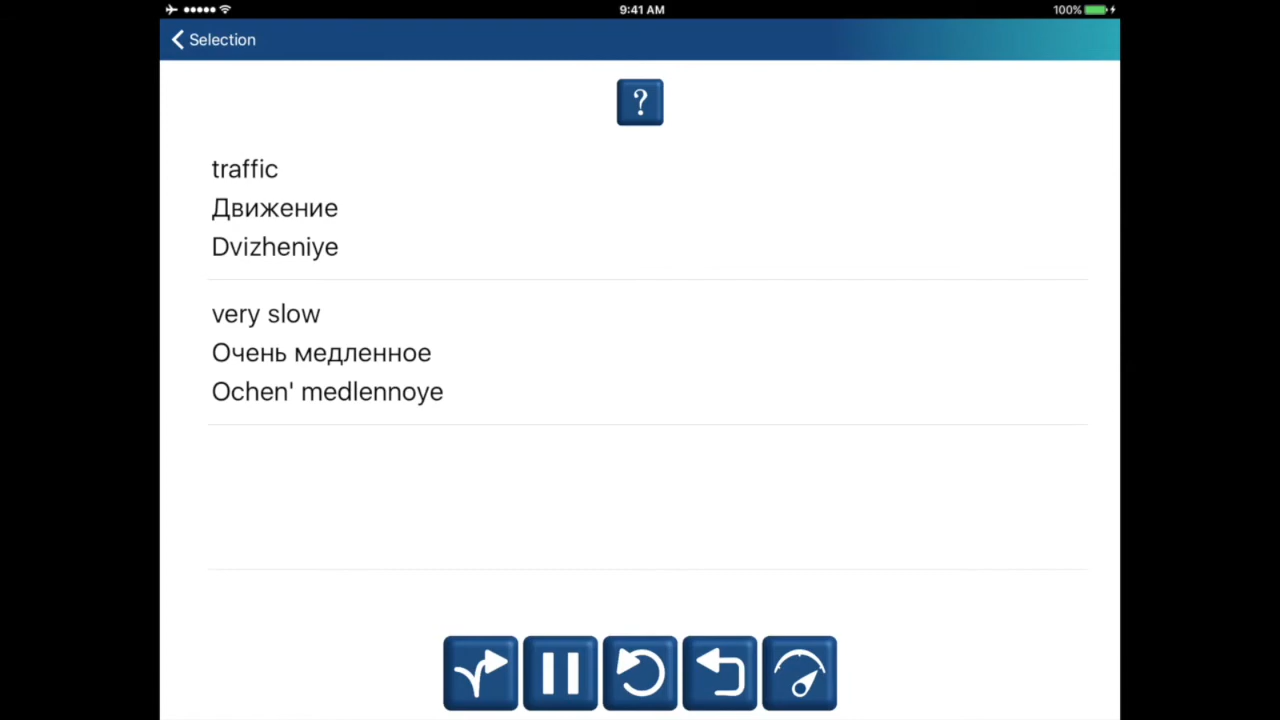 9:41 AM
100%
Selection
?
traffic
Движение
Dvizheniye
very slow
Очень медленное
Ochen' medlennoye